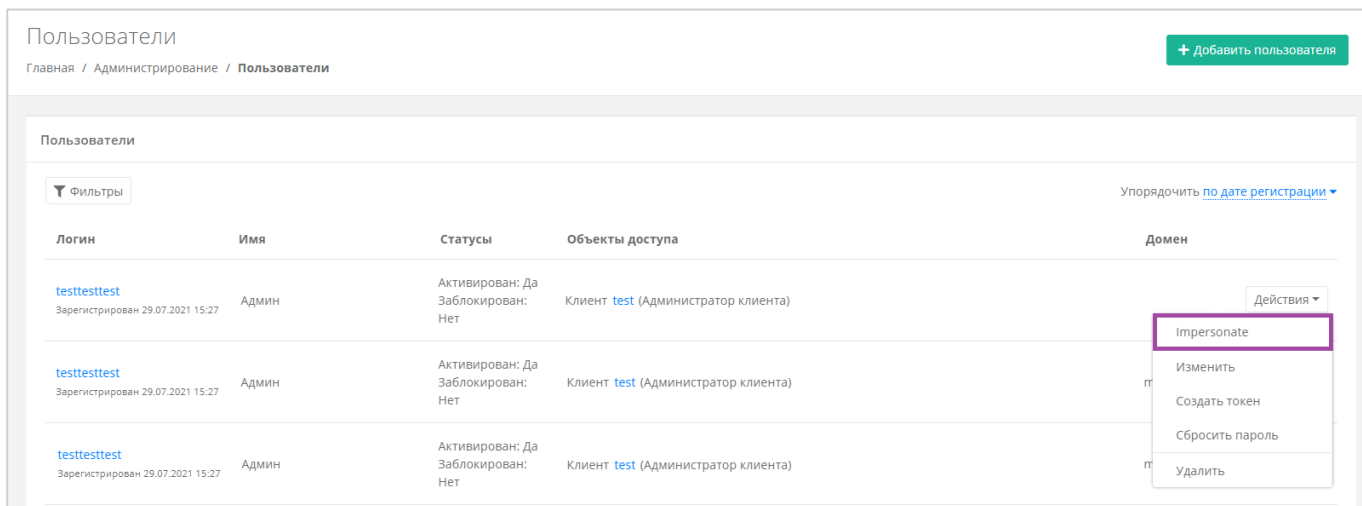 Пользователи
+ Добавить пользователя
Главная / Администрирование / Пользователи
Пользователи
Фильтры
Упорядочить по дате регистрации
Логин Имя Статусы Объекты доступа Домен
testtesttest
Зарегистрирован 29.07.2021 15:27
Админ
Активирован: Да
Заблокирован:
Нет
Клиент test (Администратор клиента)
Действия
Impersonate
Изменить
Создать токен
Сбросить пароль
Удалить
testtesttest
Зарегистрирован 29.07.2021 15:27
Админ
Активирован: Да
Заблокирован:
Нет
Клиент test (Администратор клиента)
testtesttest
Зарегистрирован 29.07.2021 15:27
Админ
Активирован: Да
Заблокирован:
Нет
Клиент test (Администратор клиента)